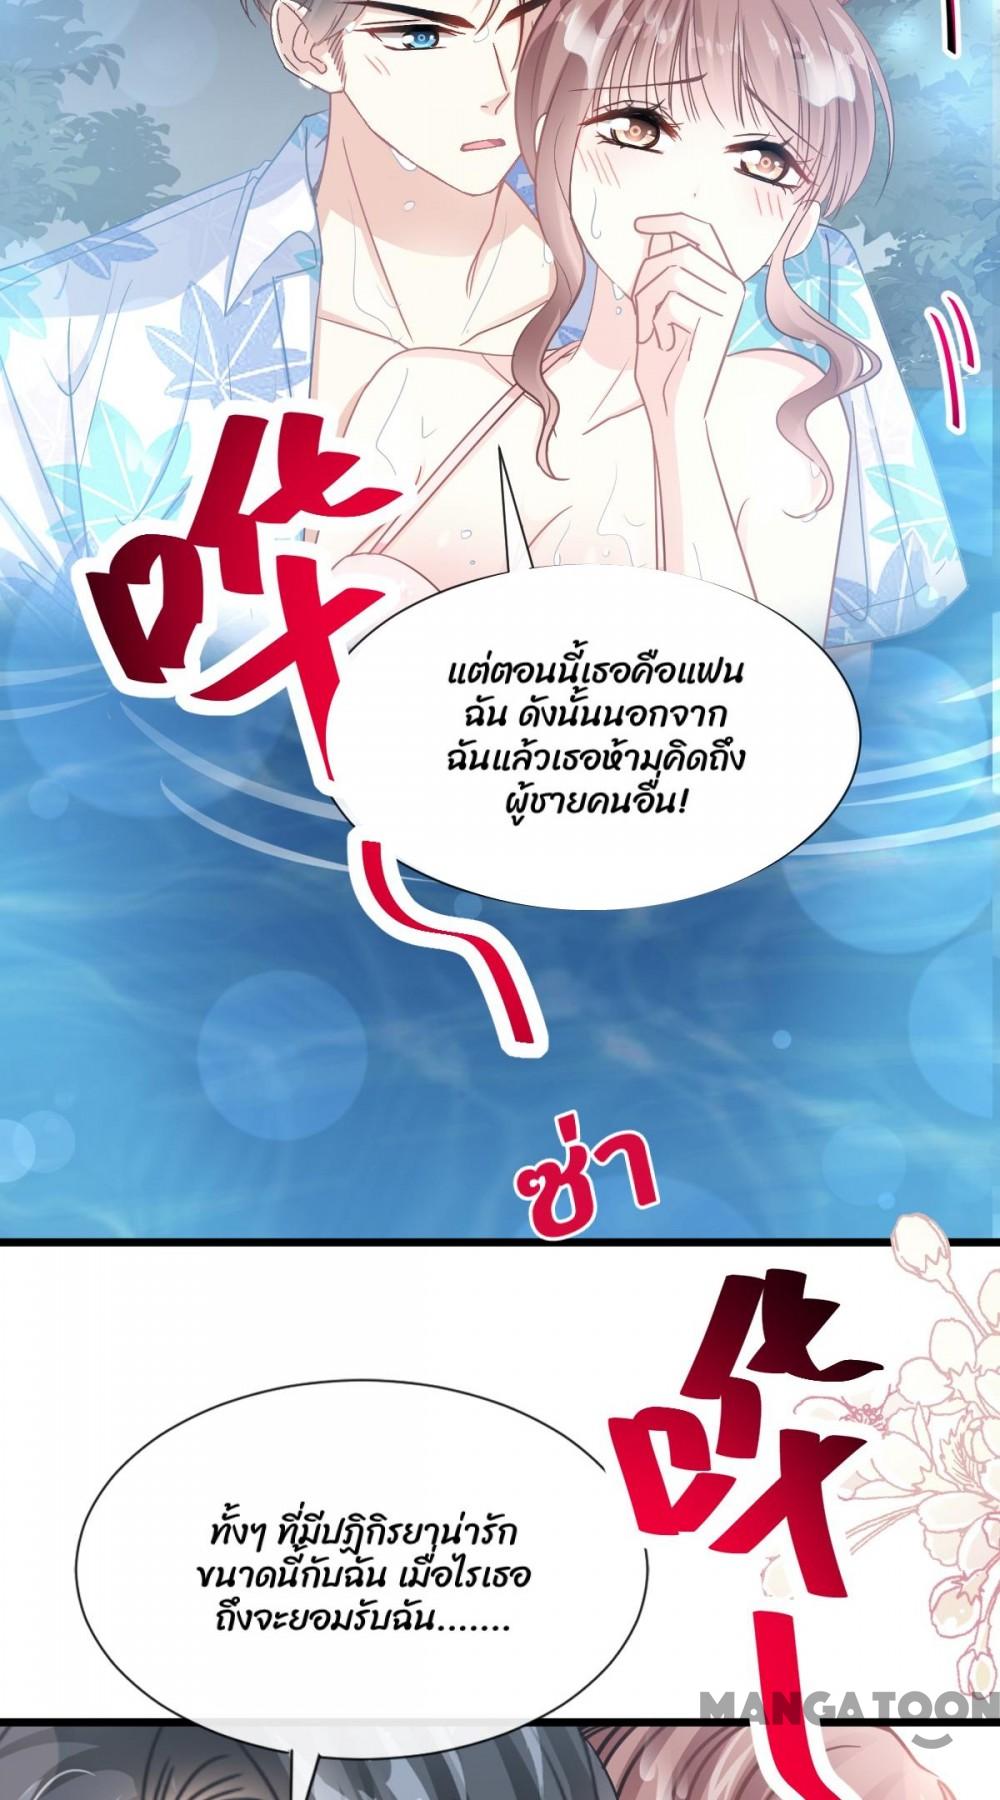 哎
แต่ตอนนี้เธอคือแฟน
ฉัน ดังนั้นนอกจาก
ฉันแล้วเธอห้ามคิดถึง
ผู้ชายคนอื่น!
ซ่า
哎
ทั้งๆ ที่มีปฏิกิริยาน่ารัก
ขนาดนี้กับฉัน เมื่อไรเธอ
ถึงจะยอมรับฉัน.......
MANGATOON